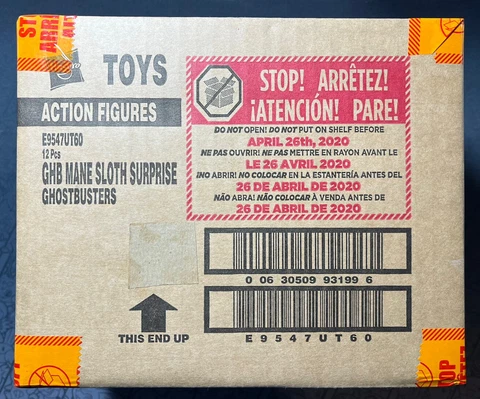 TOYS
STOP! ARRÊTEZ!
¡ATENCIÓN! PARE!
ACTION FIGURES
E9547UT60
12 Pcs
GHB MANE SLOTH SURPRISE
GHOSTBUSTERS
DO NOT OPEN! DO NOT PUT ON SHELF BEFORE
APRIL 26th, 2020
NE PAS OUVRIR! NE PAS METTRE EN RAYON AVANT LE
LE 26 AVRIL 2020
¡NO ABRIR! NO COLOCAR EN LA ESTANTERÍA ANTES DEL
26 DE ABRIL DE 2020
NÃO ABRA! NÃO COLOCAR À VENDA ANTES DE
26 DE ABRIL DE 2020
0 06 30509 93199 6
THIS END UP
E9547UT60